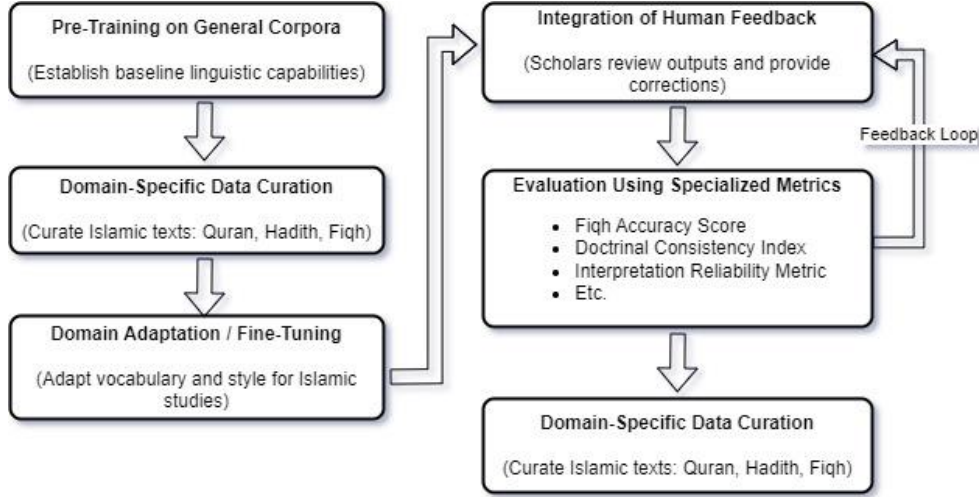 Pre-Training on General Corpora
(Establish baseline linguistic capabilities)
Domain-Specific Data Curation
(Curate Islamic texts: Quran, Hadith, Fiqh)
Domain Adaptation / Fine-Tuning
(Adapt vocabulary and style for Islamic
studies)
Integration of Human Feedback
(Scholars review outputs and provide
corrections)
Feedback Loop
Evaluation Using Specialized Metrics
• Fiqh Accuracy Score
• Doctrinal Consistency Index
• Interpretation Reliability Metric
• Etc.
Domain-Specific Data Curation
(Curate Islamic texts: Quran, Hadith, Fiqh)